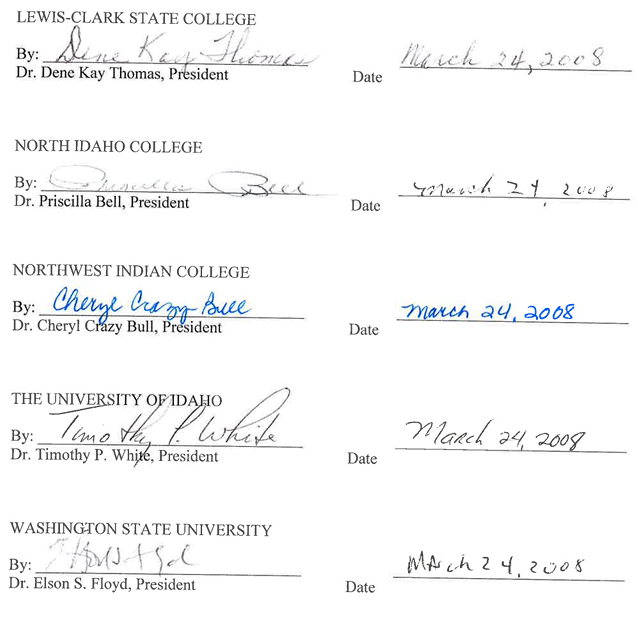 LEWIS-CLARK STATE COLLEGE
By: Dene Kay Thomas
Dr. Dene Kay Thomas, President
Date March 24, 2008
NORTH IDAHO COLLEGE
By: Priscilla Bell
Dr. Priscilla Bell, President
Date March 24, 2008
NORTHWEST INDIAN COLLEGE
By: Cheryl Crazy Bull
Dr. Cheryl Crazy Bull, President
Date March 24, 2008
THE UNIVERSITY OF IDAHO
By: Timothy P. White
Dr. Timothy P. White, President
Date March 24, 2008
WASHINGTON STATE UNIVERSITY
By:
Dr. Elson S. Floyd, President
Date March 24, 2008